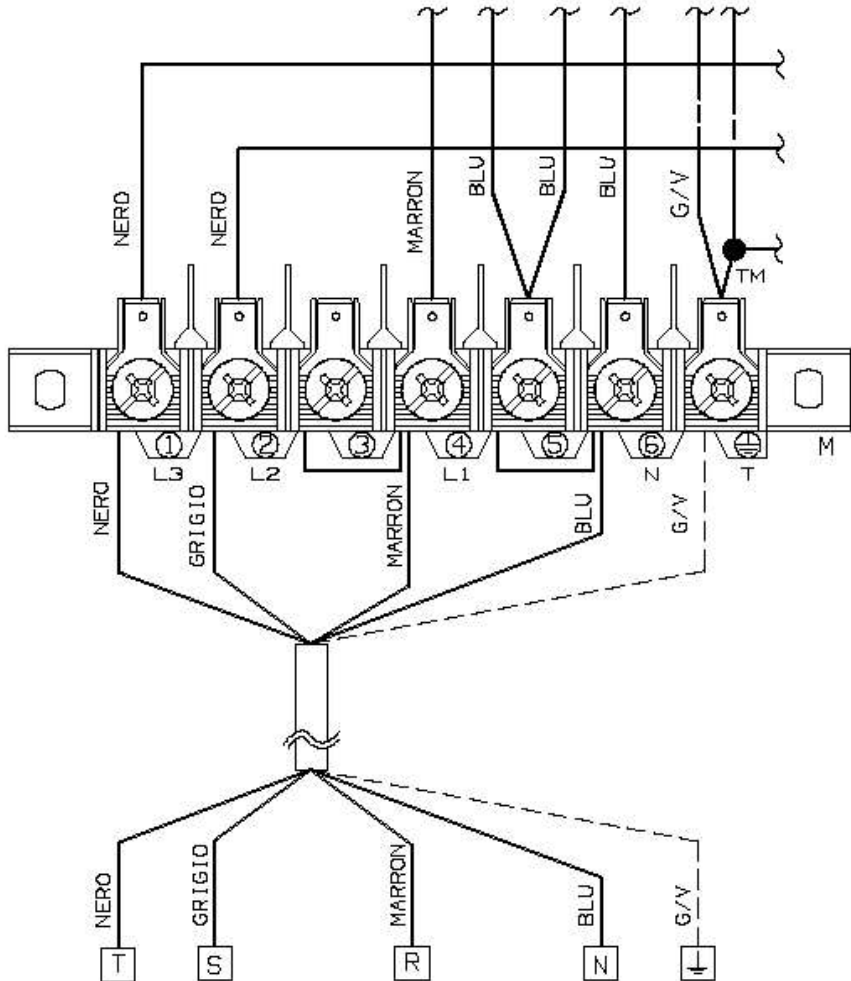 NERO
NERO
MARRON
BLU
BLU
BLU
G/V
TM
1
2
3
4
5
6
M
L3
L2
L1
N
T
NERO
GRIGIO
MARRON
BLU
G/V
NERO
GRIGIO
MARRON
BLU
G/V
T
S
R
N